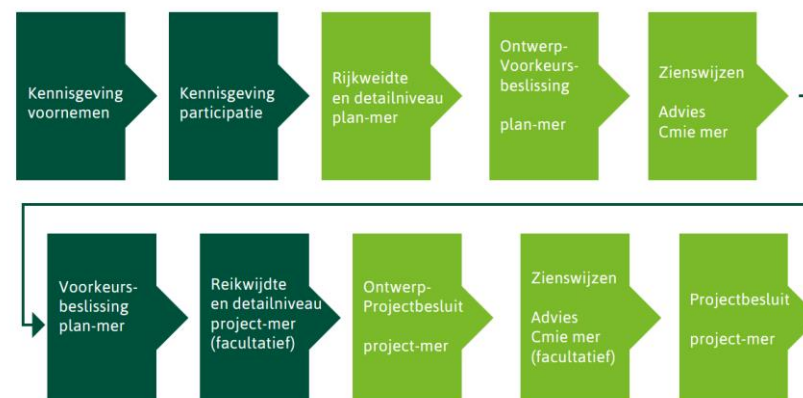 Kennisgeving
voornemen
Kennisgeving
participatie
Rijkweidte
en detailniveau
plan-mer
Ontwerp-
Voorkeurs-
beslissing
plan-mer
Zienswijzen
Advies
Cmie mer
Voorkeurs-
beslissing
plan-mer
Reikwijdte
en detailniveau
project-mer
(facultatief)
Ontwerp-
Projectbesluit
project-mer
Zienswijzen
Advies
Cmie mer
(facultatief)
Projectbesluit
project-mer